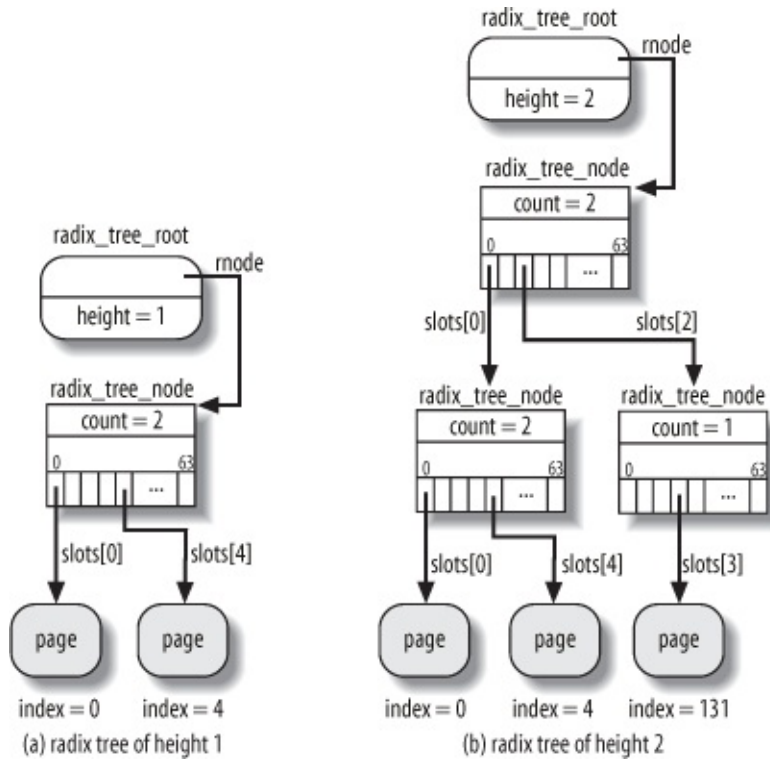 radix_tree_root
rnode
height = 1
radix_tree_node
count = 2
0 63
...
slots[0] slots[4]
page page
index = 0 index = 4
(a) radix tree of height 1
radix_tree_root
rnode
height = 2
radix_tree_node
count = 2
0 63
...
slots[0] slots[2]
radix_tree_node radix_tree_node
count = 2 count = 1
0 63 0 63
... ...
slots[0] slots[4] slots[3]
page page page
index = 0 index = 4 index = 131
(b) radix tree of height 2